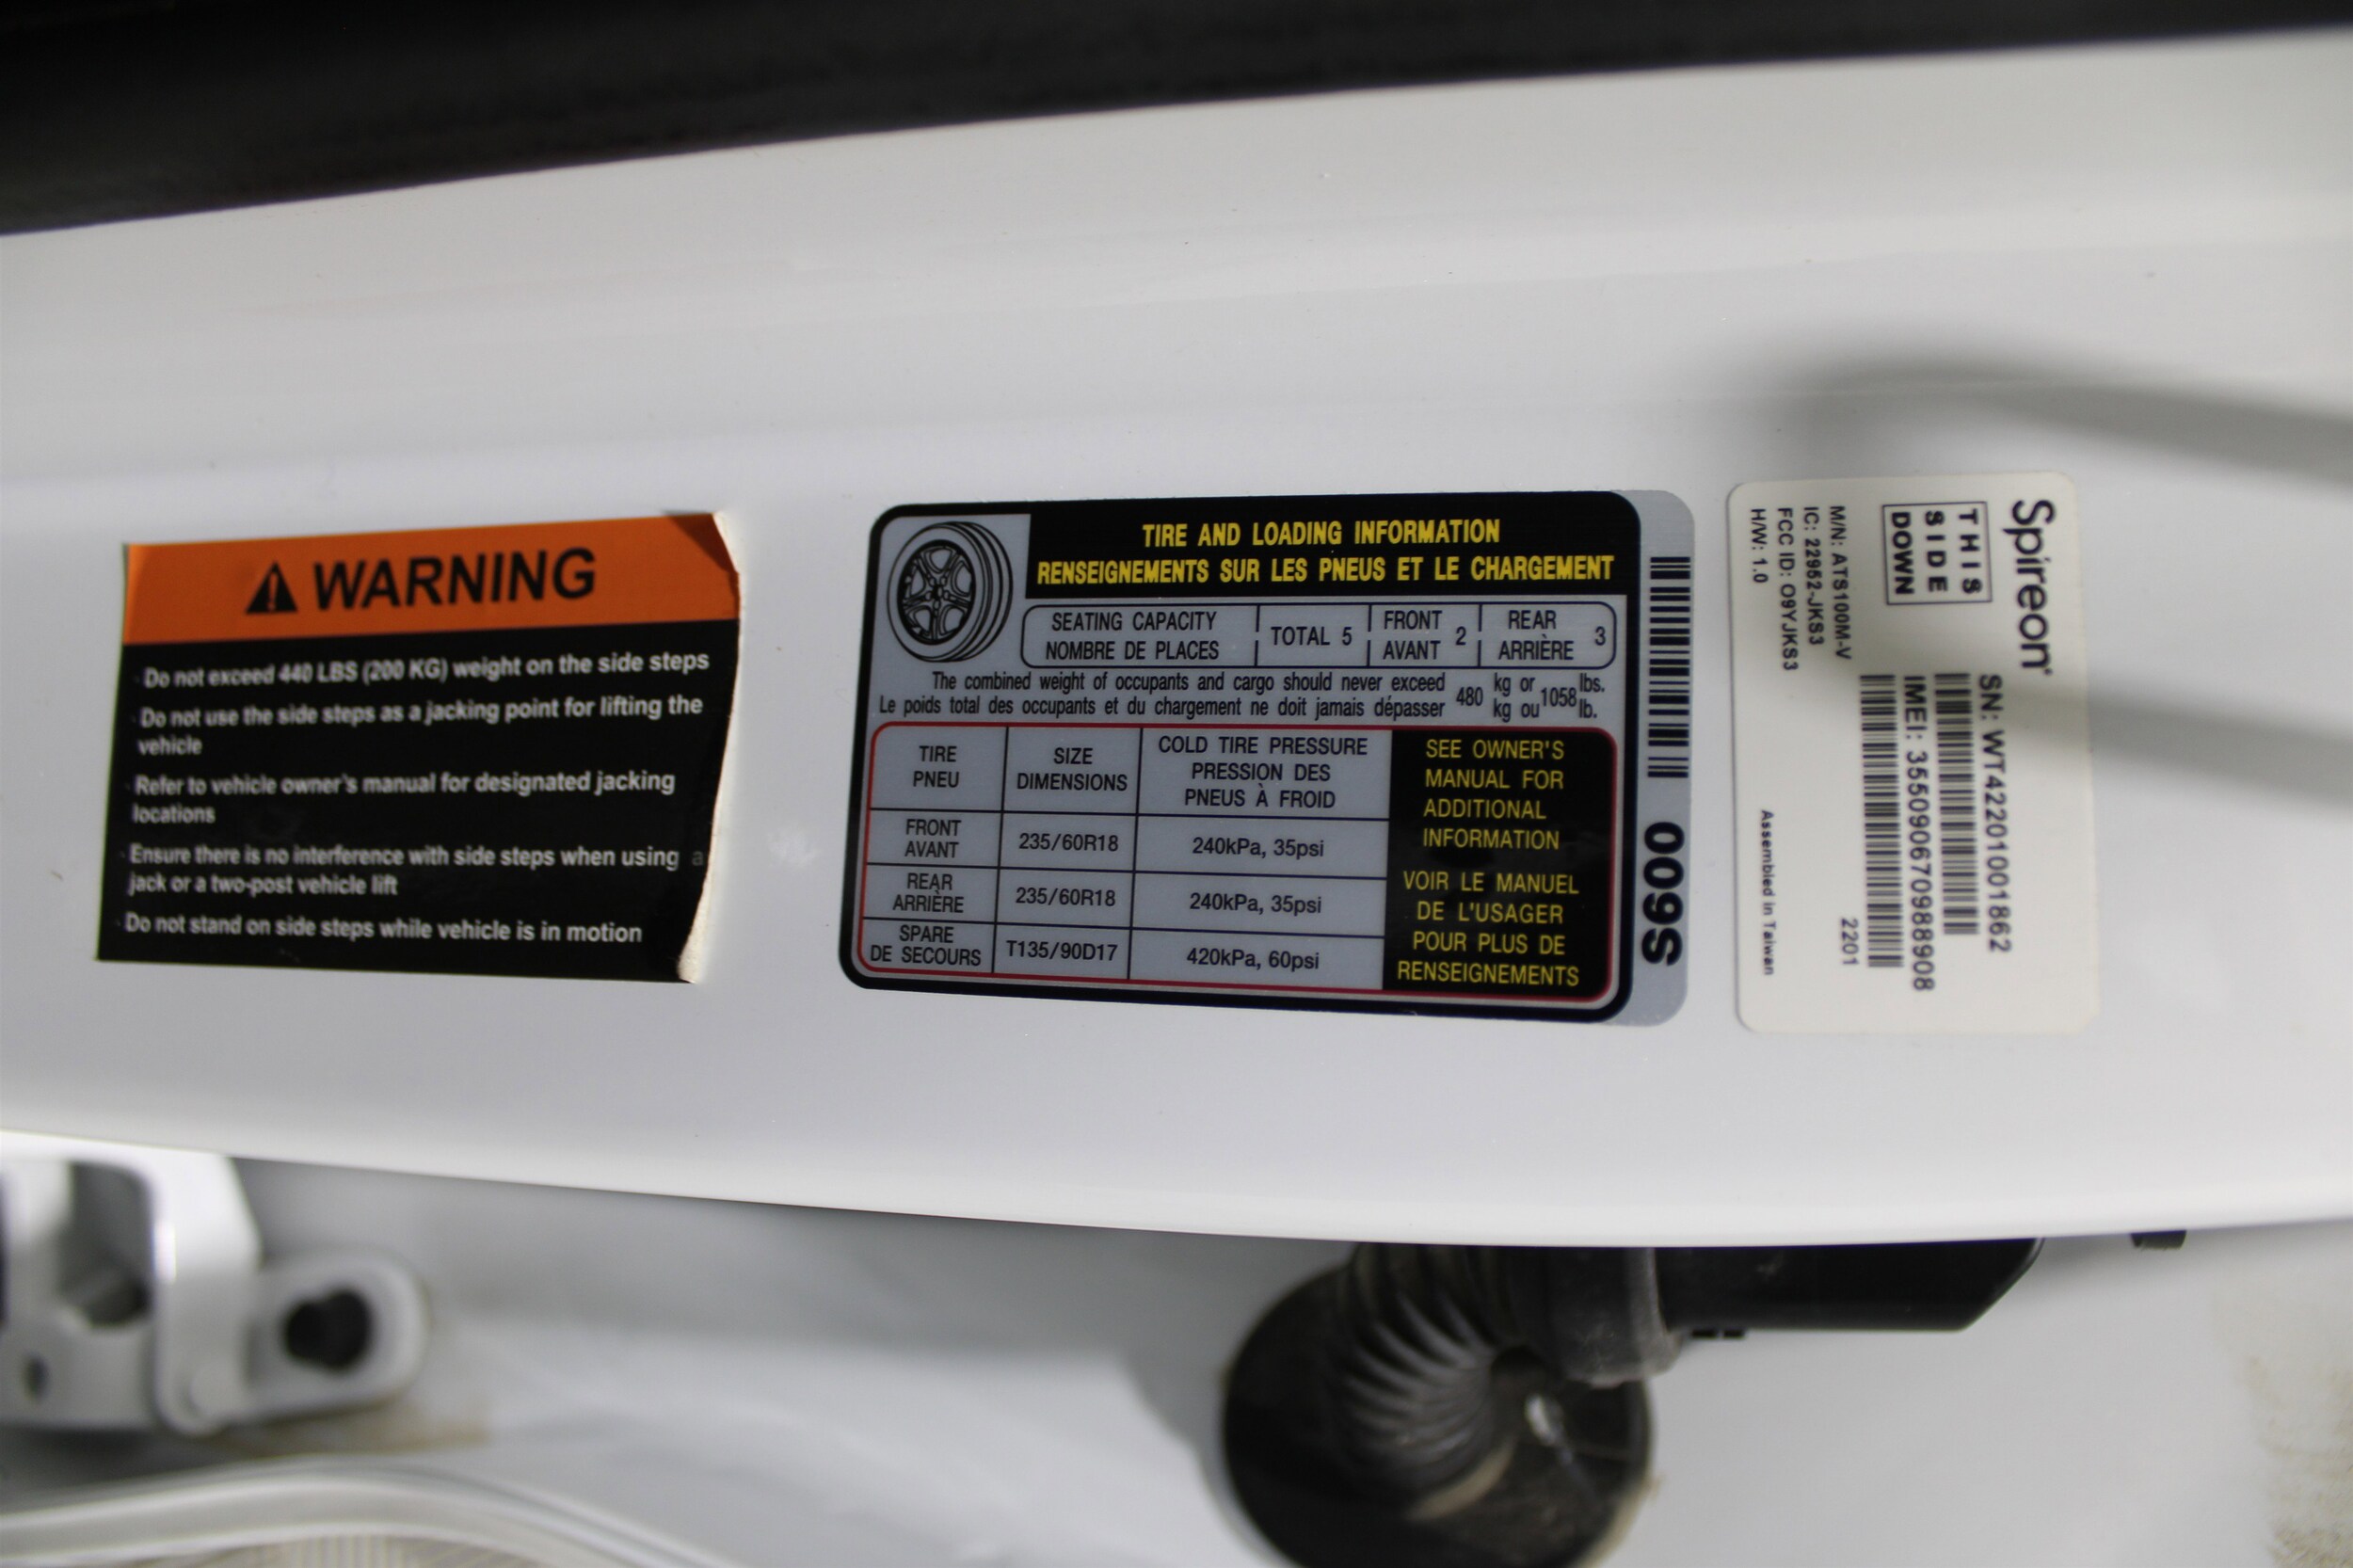 WARNING
Do not exceed 440 LBS (200 KG) weight on the side steps
Do not use the side steps as a jacking point for lifting the
vehicle
Refer to vehicle owner's manual for designated jacking
locations
Ensure there is no interference with side steps when using a
jack or a two-post vehicle lift
Do not stand on side steps while vehicle is in motion
TIRE AND LOADING INFORMATION
RENSEIGNEMENTS SUR LES PNEUS ET LE CHARGEMENT
SEATING CAPACITY
NOMBRE DE PLACES
TOTAL 5
FRONT
AVANT 2
REAR
ARRIÈRE 3
The combined weight of occupants and cargo should never exceed 480 kg or 1058 lbs.
Le poids total des occupants et du chargement ne doit jamais dépasser kg ou lb.
TIRE
PNEU
SIZE
DIMENSIONS
COLD TIRE PRESSURE
PRESSION DES
PNEUS À FROID
FRONT
AVANT
235/60R18
240kPa, 35psi
REAR
ARRIÈRE
235/60R18
240kPa, 35psi
SPARE
DE SECOURS
T135/90D17
420kPa, 60psi
SEE OWNER'S
MANUAL FOR
ADDITIONAL
INFORMATION
VOIR LE MANUEL
DE L'USAGER
POUR PLUS DE
RENSEIGNEMENTS
S600
Spireon
THIS
SIDE
DOWN
SN: WT42201001862
IMEI: 355090670988908
M/N: ATS100M-V
IC: 22952-JKS3
FCC ID: O9YJKS3
H/W: 1.0
2201
Assembled in Taiwan